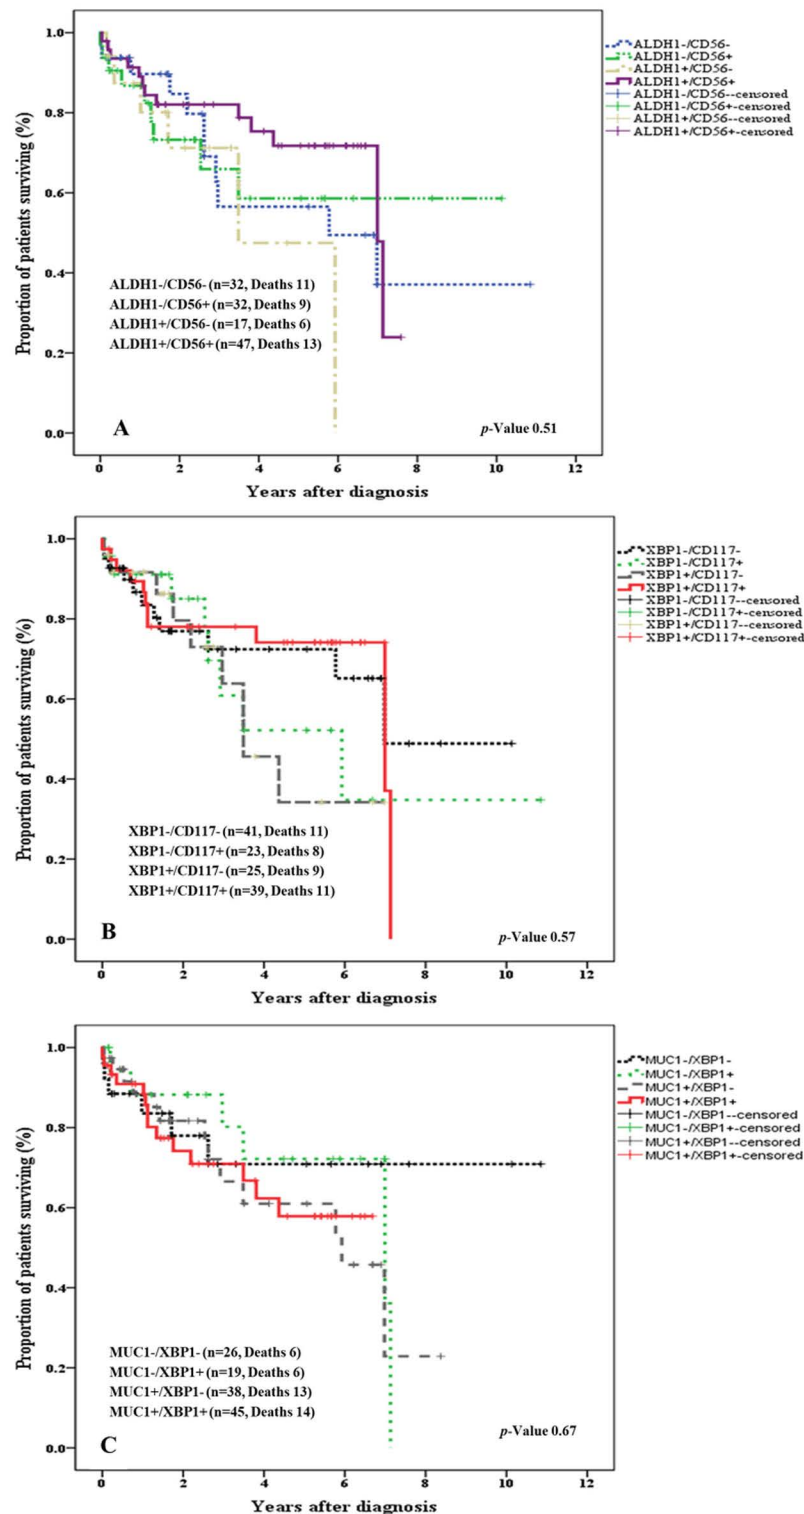 1.0
0.8
0.6
0.4
0.2
0.0
Proportion of patients surviving (%)
ALDH1-/CD56-
ALDH1-/CD56+
ALDH1+/CD56-
ALDH1+/CD56+
ALDH1-/CD56--censored
ALDH1-/CD56+-censored
ALDH1+/CD56--censored
ALDH1+/CD56+-censored
ALDH1-/CD56- (n=32, Deaths 11)
ALDH1-/CD56+ (n=32, Deaths 9)
ALDH1+/CD56- (n=17, Deaths 6)
ALDH1+/CD56+ (n=47, Deaths 13)
A
p-Value 0.51
0 2 4 6 8 10 12
Years after diagnosis
1.0
0.8
0.6
0.4
0.2
0.0
Proportion of patients surviving (%)
XBP1-/CD117-
XBP1-/CD117+
XBP1+/CD117-
XBP1+/CD117+
XBP1-/CD117--censored
XBP1-/CD117+-censored
XBP1+/CD117--censored
XBP1+/CD117+-censored
XBP1-/CD117- (n=41, Deaths 11)
XBP1-/CD117+ (n=23, Deaths 8)
XBP1+/CD117- (n=25, Deaths 9)
XBP1+/CD117+ (n=39, Deaths 11)
B
p-Value 0.57
0 2 4 6 8 10 12
Years after diagnosis
1.0
0.8
0.6
0.4
0.2
0.0
Proportion of patients surviving (%)
MUC1-/XBP1-
MUC1-/XBP1+
MUC1+/XBP1-
MUC1+/XBP1+
MUC1-/XBP1--censored
MUC1-/XBP1+-censored
MUC1+/XBP1--censored
MUC1+/XBP1+-censored
MUC1-/XBP1- (n=26, Deaths 6)
MUC1-/XBP1+ (n=19, Deaths 6)
MUC1+/XBP1- (n=38, Deaths 13)
MUC1+/XBP1+ (n=45, Deaths 14)
C
p-Value 0.67
0 2 4 6 8 10 12
Years after diagnosis